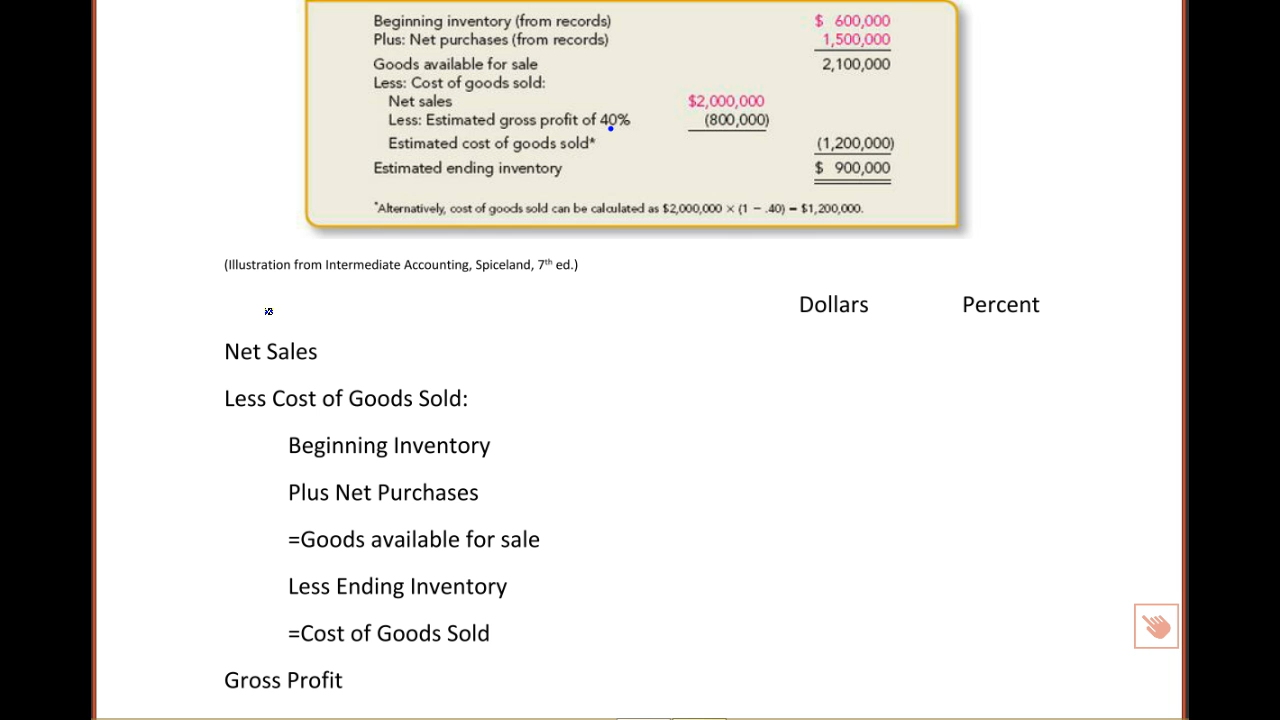 Beginning inventory (from records) $ 600,000
Plus: Net purchases (from records) 1,500,000
Goods available for sale 2,100,000
Less: Cost of goods sold:
Net sales $2,000,000
Less: Estimated gross profit of 40% (800,000)
Estimated cost of goods sold* (1,200,000)
Estimated ending inventory $ 900,000
*Alternatively, cost of goods sold can be calculated as $2,000,000 × (1 − .40) = $1,200,000.
(Illustration from Intermediate Accounting, Spiceland, 7th ed.)
Dollars Percent
Net Sales
Less Cost of Goods Sold:
Beginning Inventory
Plus Net Purchases
=Goods available for sale
Less Ending Inventory
=Cost of Goods Sold
Gross Profit